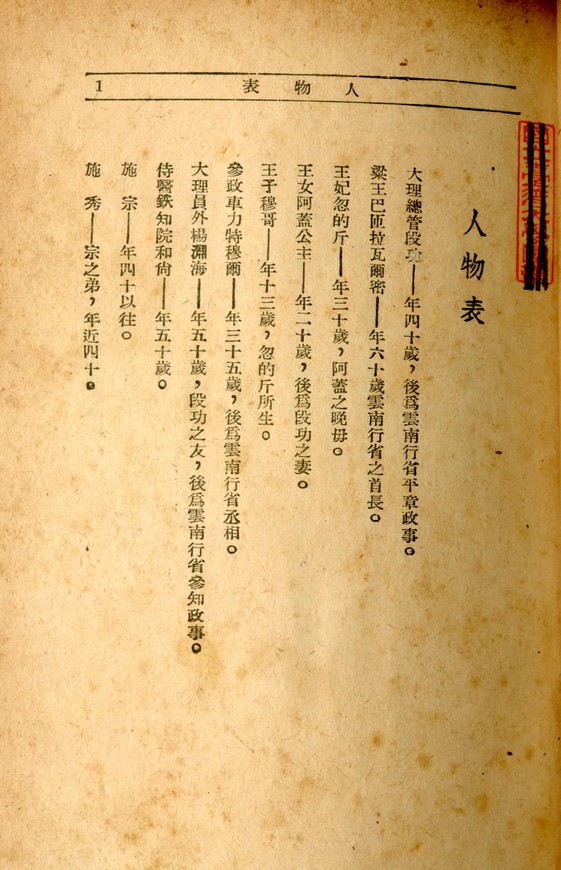 人物表
1
人物表
大理總管段功——年四十歲，後爲雲南行省平章政事。
梁王巴匝拉瓦爾密——年六十歲雲南行省之首長。
王妃忽的斤——年三十歲，阿蓋之晚母。
王女阿蓋公主——年二十歲，後爲段功之妻。
王子穆哥——年十三歲，忽的斤所生。
參政車力特穆爾——年三十五歲，後爲雲南行省丞相。
大理員外楊淵海——年五十歲，段功之友，後爲雲南行省參知政事。
侍醫鉄知院和尙——年五十歲。
施　宗——年四十以往。
施　秀——宗之弟，年近四十。